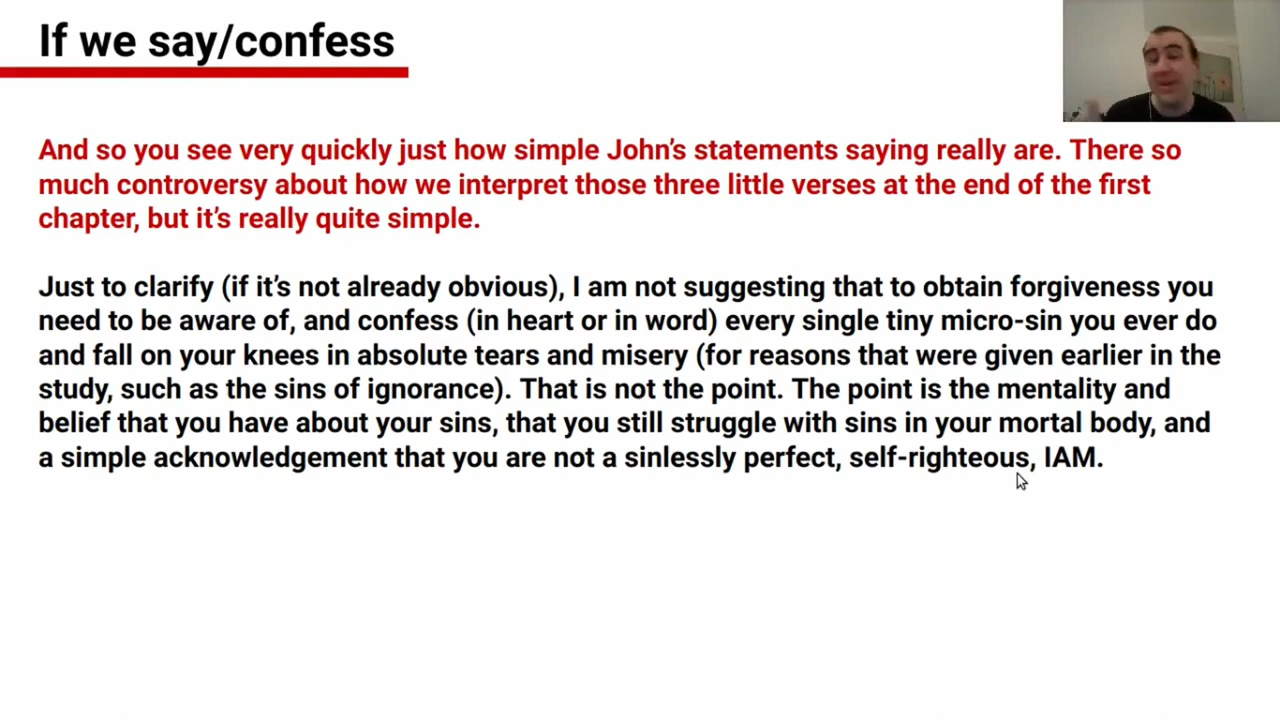 If we say/confess
And so you see very quickly just how simple John’s statements saying really are. There so
much controversy about how we interpret those three little verses at the end of the first
chapter, but it’s really quite simple.
Just to clarify (if it’s not already obvious), I am not suggesting that to obtain forgiveness you
need to be aware of, and confess (in heart or in word) every single tiny micro-sin you ever do
and fall on your knees in absolute tears and misery (for reasons that were given earlier in the
study, such as the sins of ignorance). That is not the point. The point is the mentality and
belief that you have about your sins, that you still struggle with sins in your mortal body, and
a simple acknowledgement that you are not a sinlessly perfect, self-righteous, IAM.